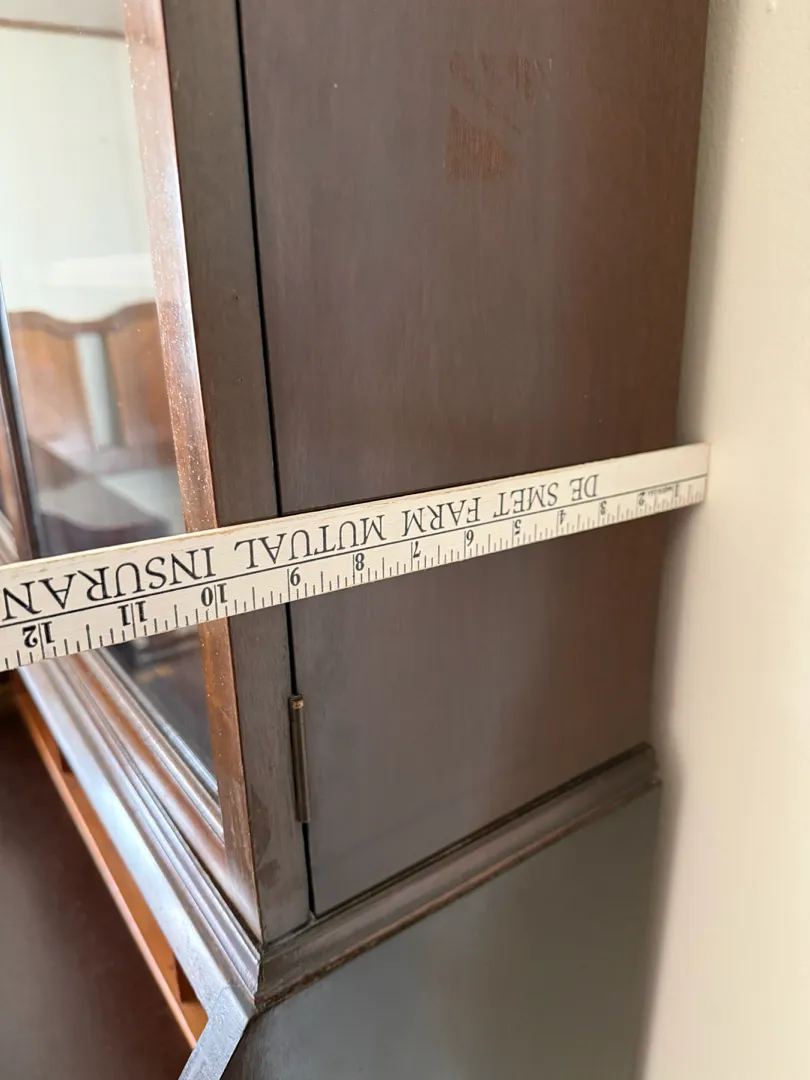 DE SMET FARM MUTUAL INSURAN
1 2 3 4 5 6 7 8 9 10 11 12